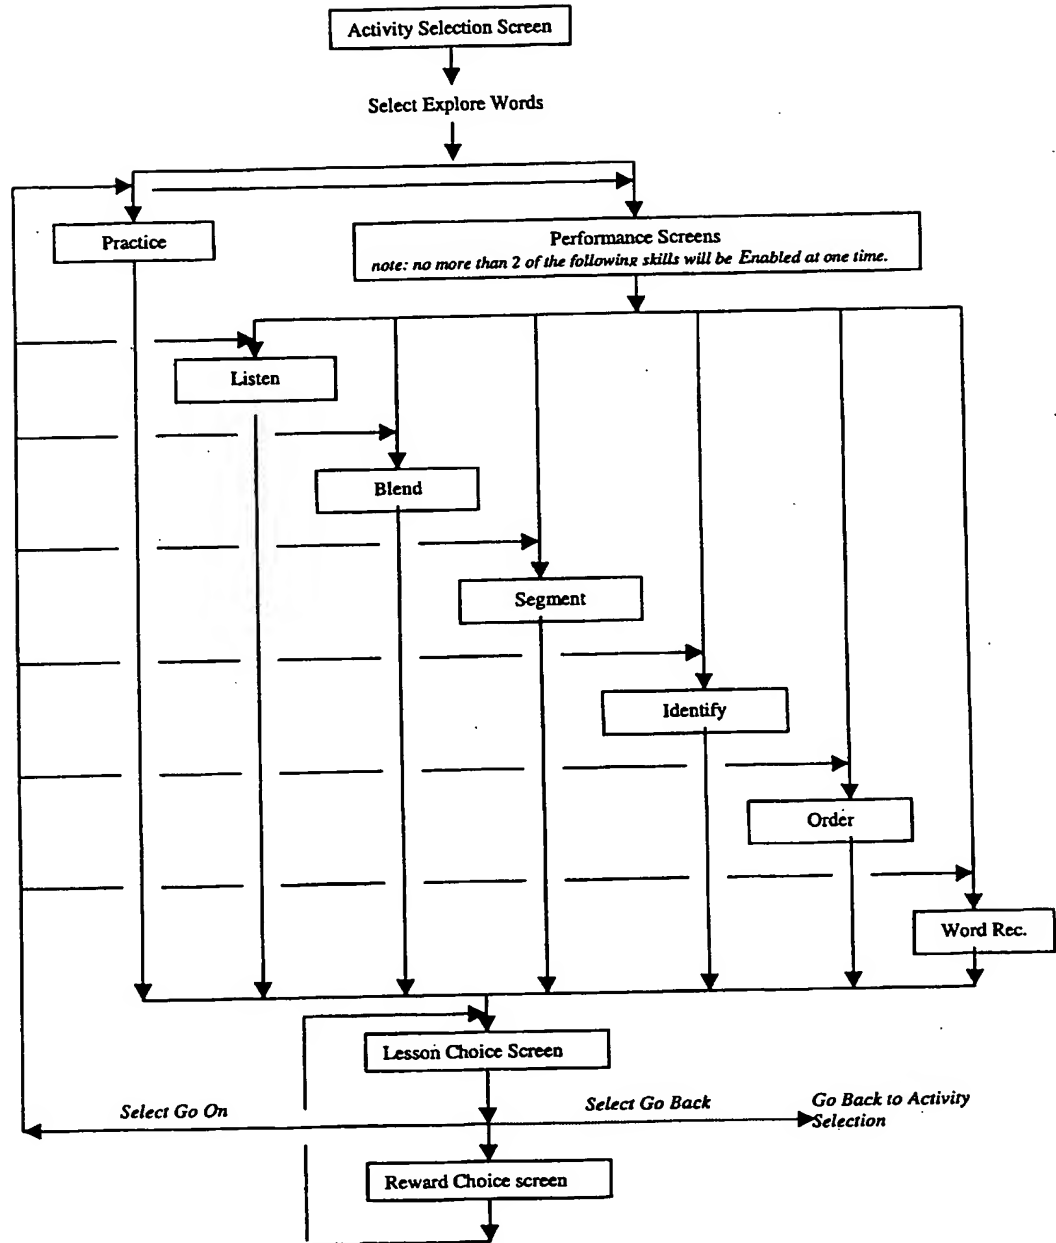 Activity Selection Screen
Select Explore Words
Practice
Performance Screens
note: no more than 2 of the following skills will be Enabled at one time.
Listen
Blend
Segment
Identify
Order
Word Rec.
Lesson Choice Screen
Select Go On
Select Go Back
Go Back to Activity
Selection
Reward Choice screen